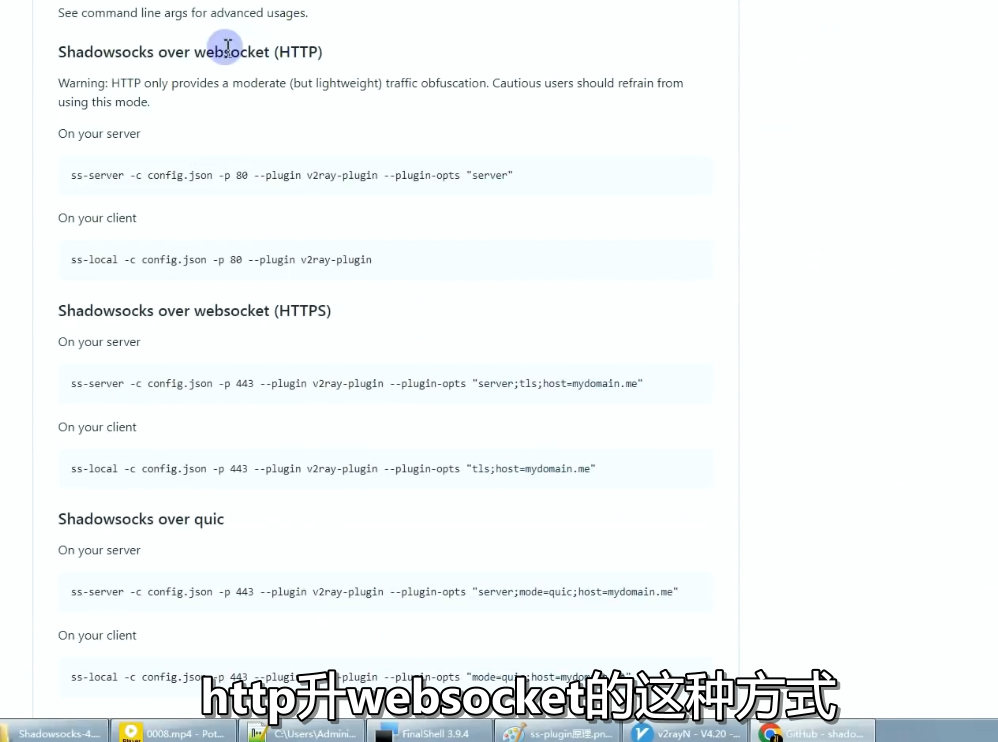 See command line args for advanced usages.
Shadowsocks over websocket (HTTP)
Warning: HTTP only provides a moderate (but lightweight) traffic obfuscation. Cautious users should refrain from
using this mode.
On your server
ss-server -c config.json -p 80 --plugin v2ray-plugin --plugin-opts "server"
On your client
ss-local -c config.json -p 80 --plugin v2ray-plugin
Shadowsocks over websocket (HTTPS)
On your server
ss-server -c config.json -p 443 --plugin v2ray-plugin --plugin-opts "server;tls;host=mydomain.me"
On your client
ss-local -c config.json -p 443 --plugin v2ray-plugin --plugin-opts "tls;host=mydomain.me"
Shadowsocks over quic
On your server
ss-server -c config.json -p 443 --plugin v2ray-plugin --plugin-opts "server;mode=quic;host=mydomain.me"
On your client
ss-local -c config.json -p 443 --plugin v2ray-plugin --plugin-opts
http升websocket的这种方式
Shadowsocks-4... 0008.mp4 - Pot... C:\Users\Admini... FinalShell 3.9.4 ss-plugin原理.pn... v2rayN - V4.20 -... GitHub - shado...